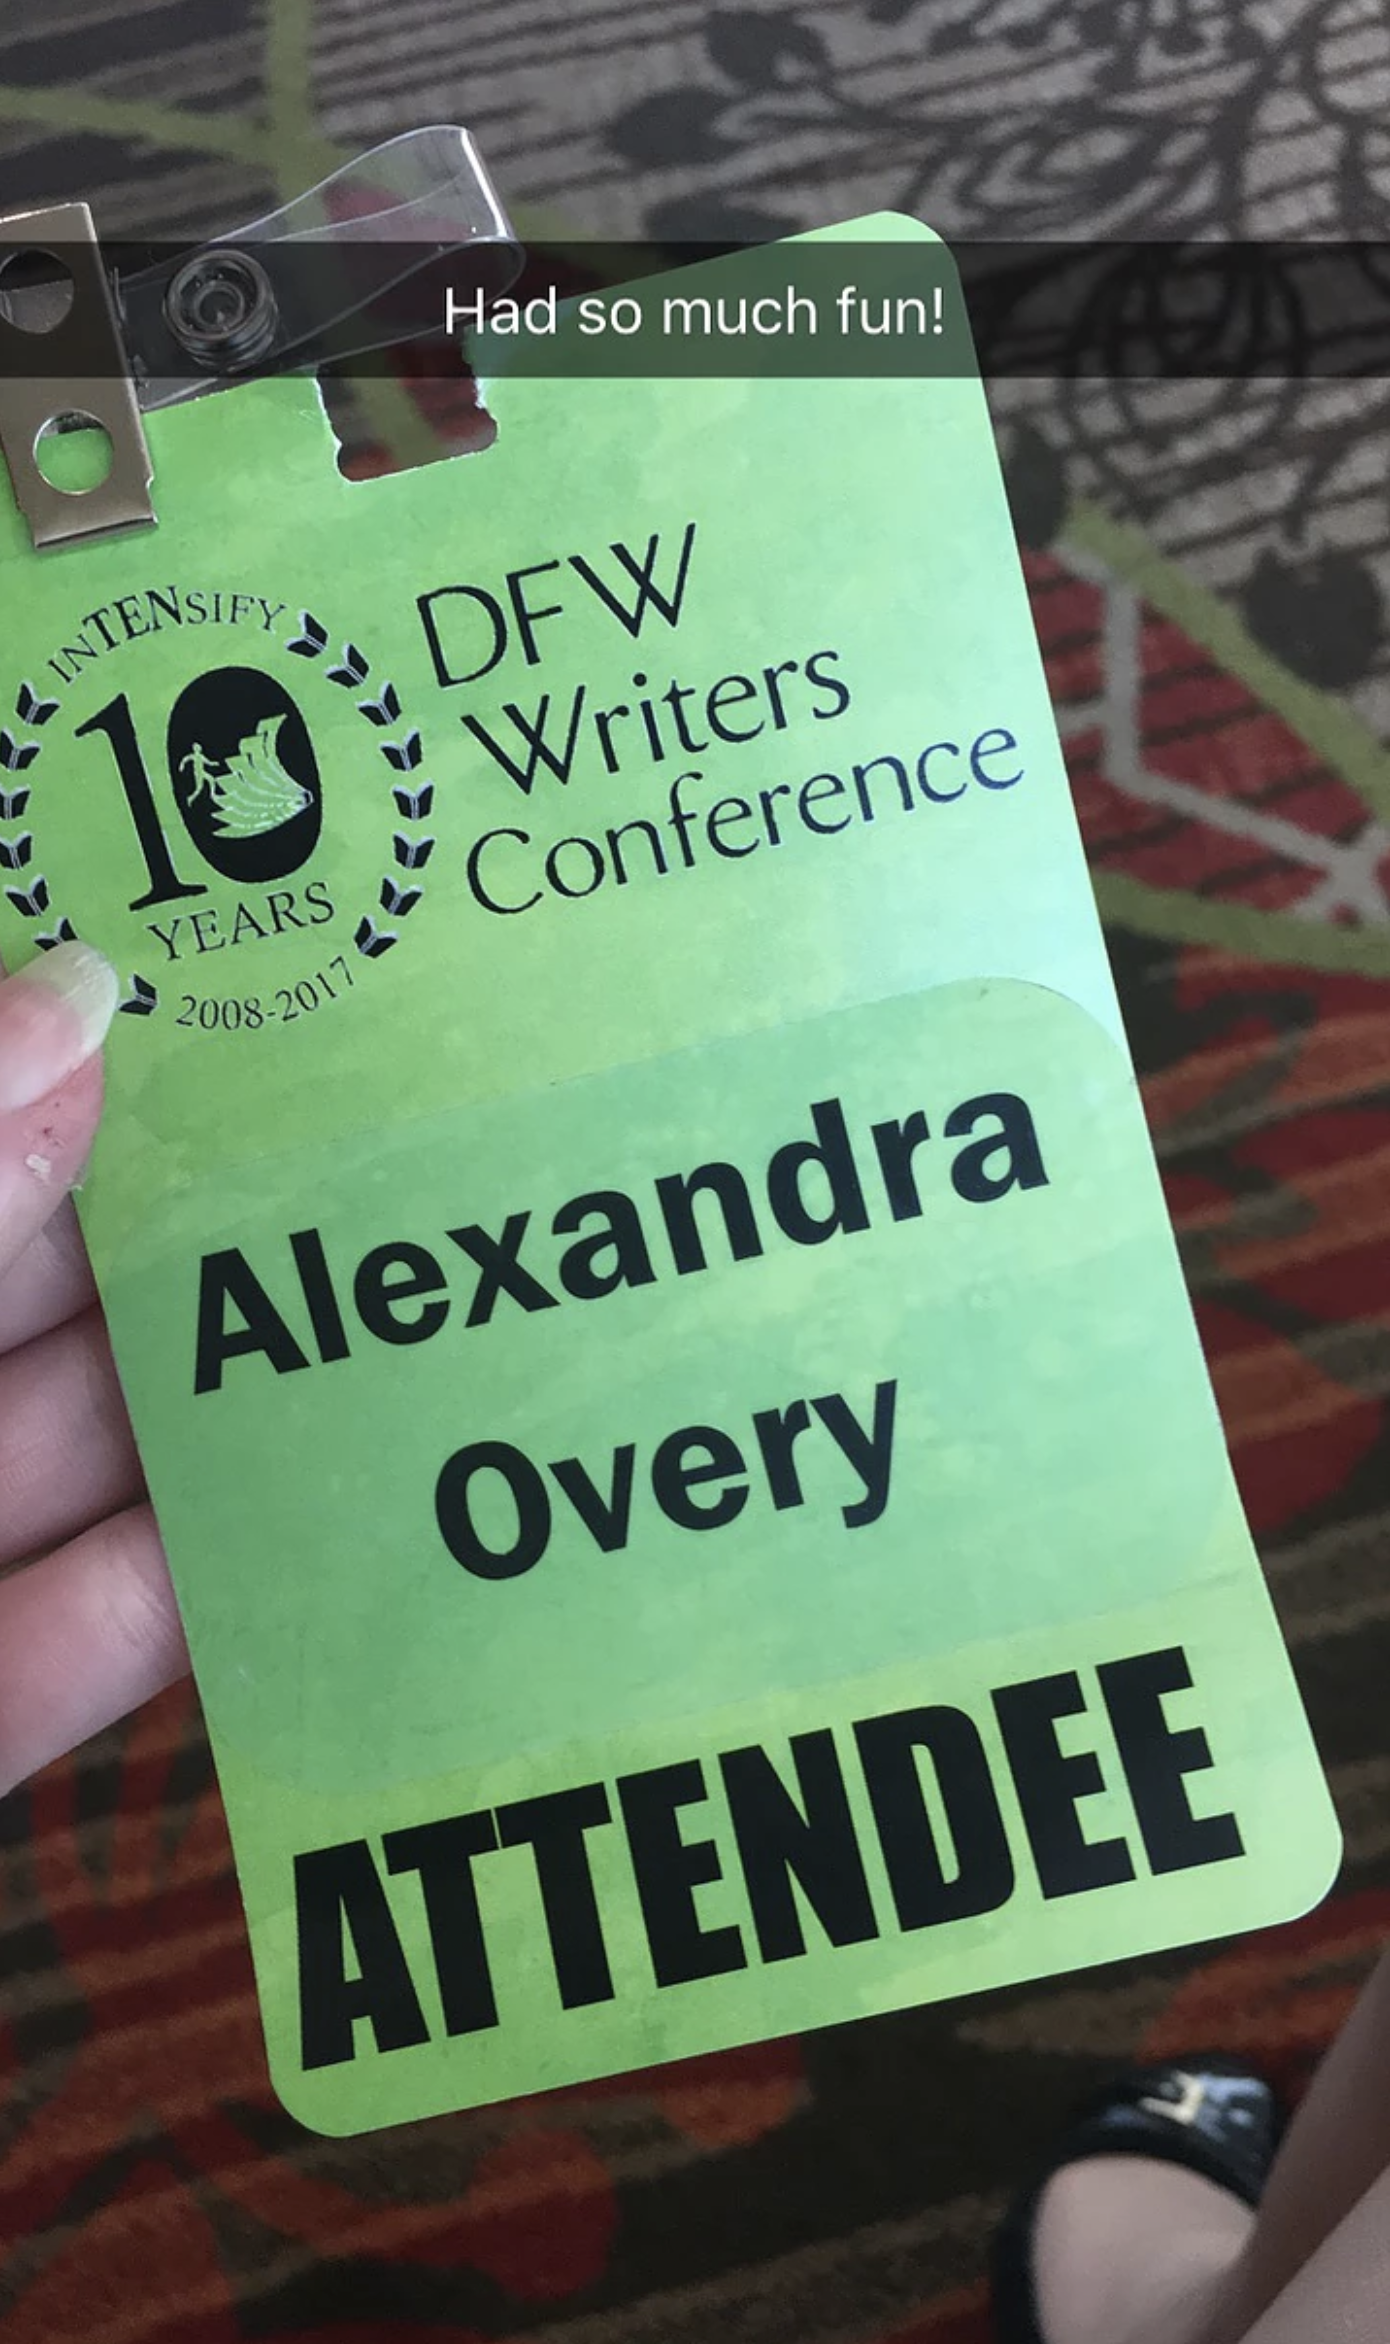 Had so much fun!
INTENSIFY
10
YEARS
2008-2017
DFW
Writers
Conference
Alexandra
Overy
ATTENDEE